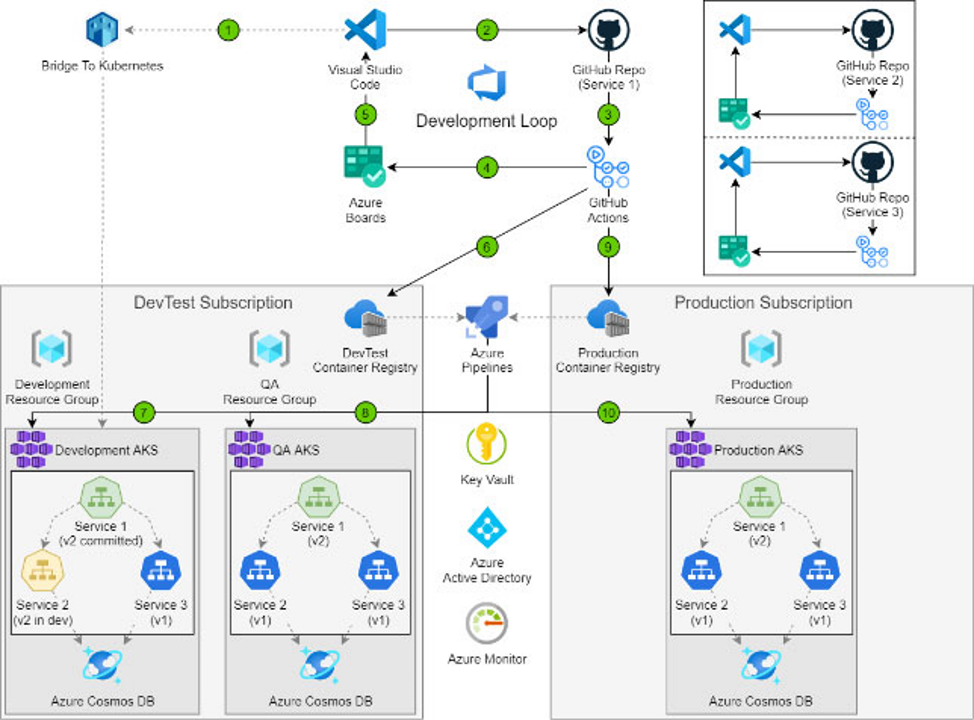 1
2
Bridge To Kubernetes
Visual Studio
Code
GitHub Repo
(Service 1)
Development Loop
5
3
4
Azure
Boards
GitHub
Actions
6
9
GitHub Repo
(Service 2)
GitHub Repo
(Service 3)
DevTest Subscription
Production Subscription
DevTest
Container Registry
Azure
Pipelines
Production
Container Registry
Development
Resource Group
QA
Resource Group
Production
Resource Group
7
8
10
Development AKS
QA AKS
Production AKS
Key Vault
Azure
Active Directory
Azure Monitor
Service 1
(v2 committed)
Service 2
(v2 in dev)
Service 3
(v1)
Azure Cosmos DB
Service 1
(v2)
Service 2
(v1)
Service 3
(v1)
Azure Cosmos DB
Service 1
(v2)
Service 2
(v1)
Service 3
(v1)
Azure Cosmos DB